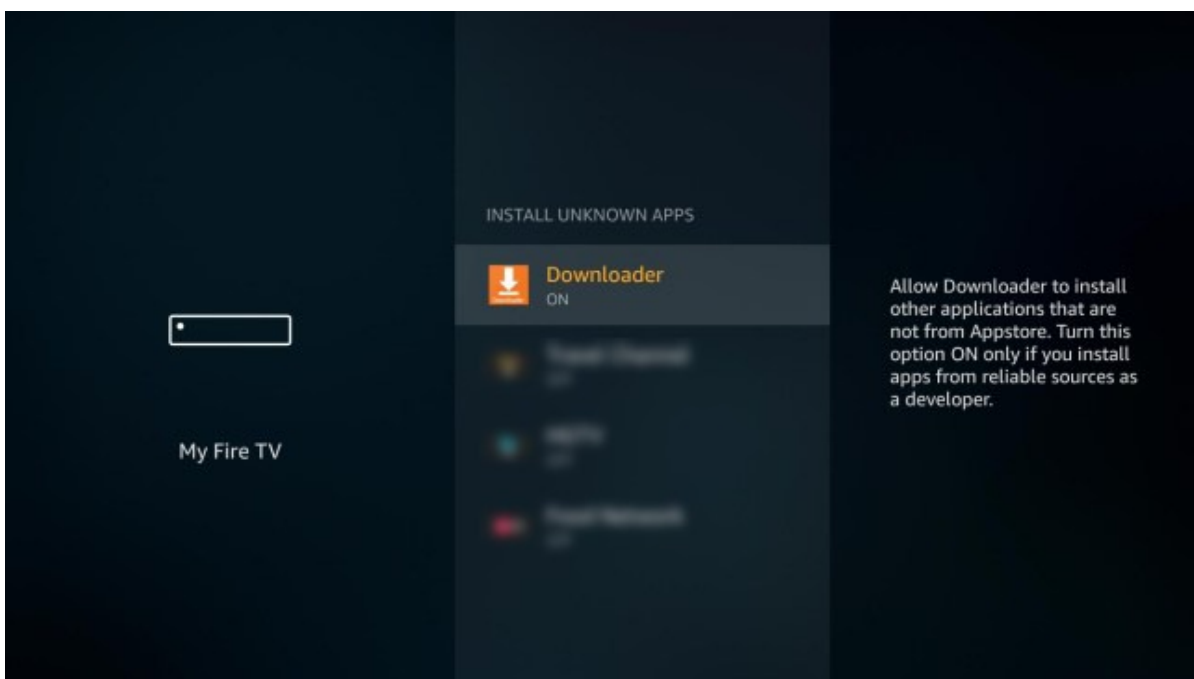 INSTALL UNKNOWN APPS
Downloader
ON
My Fire TV
Allow Downloader to install
other applications that are
not from Appstore. Turn this
option ON only if you install
apps from reliable sources as
a developer.